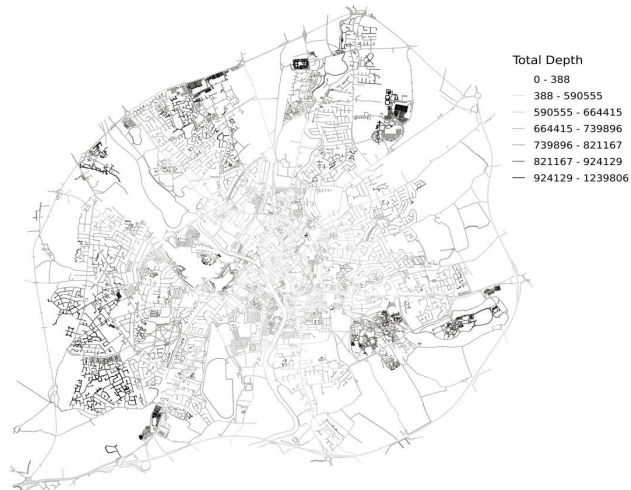 Total Depth
0 - 388
388 - 590555
590555 - 664415
664415 - 739896
739896 - 821167
821167 - 924129
924129 - 1239806